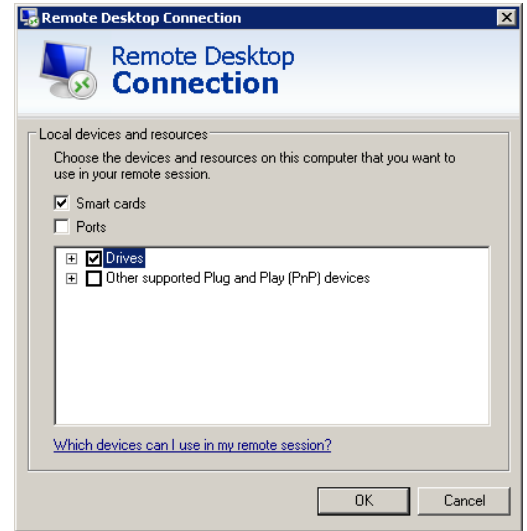 Remote Desktop Connection
Remote Desktop
Connection
Local devices and resources
Choose the devices and resources on this computer that you want to
use in your remote session.
Smart cards
Ports
Drives
Other supported Plug and Play (PnP) devices
Which devices can I use in my remote session?
OK Cancel